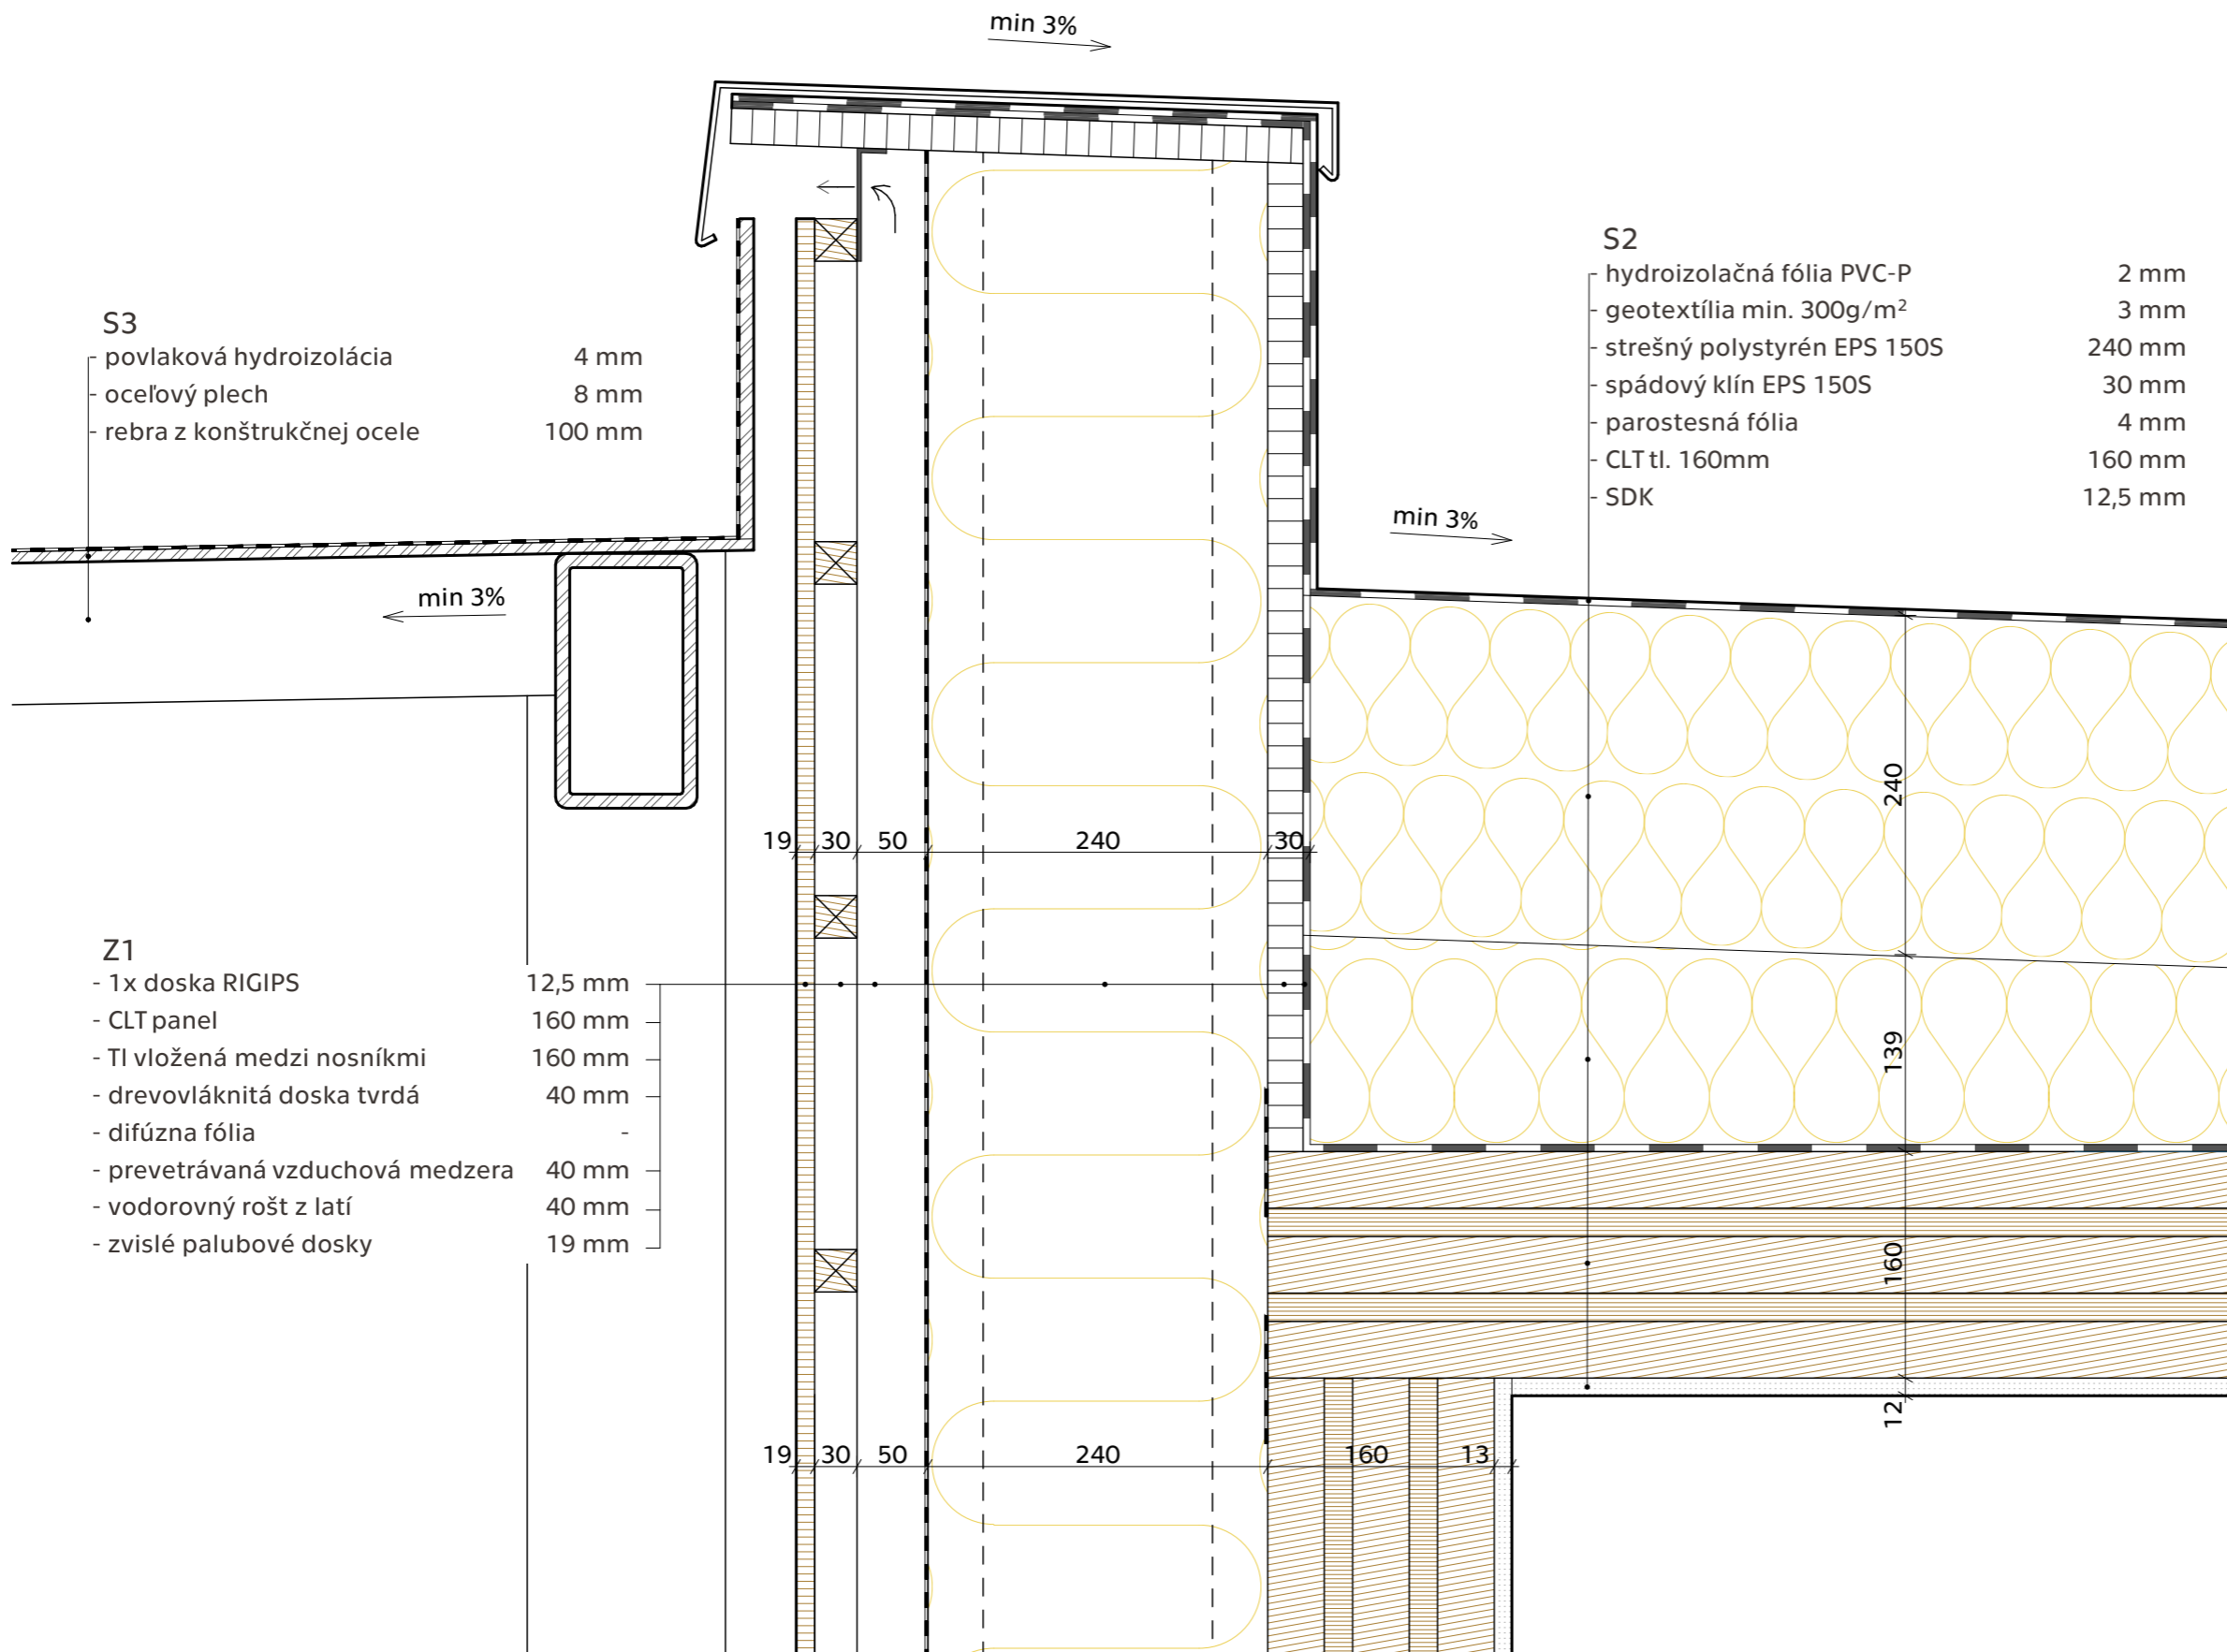 min 3%
S2
- hydroizolačná fólia PVC-P 2 mm
- geotextília min. 300g/m² 3 mm
- strešný polystyrén EPS 150S 240 mm
- spádový klín EPS 150S 30 mm
- parostesná fólia 4 mm
- CLT tl. 160mm 160 mm
- SDK 12,5 mm
S3
- povlaková hydroizolácia 4 mm
- oceľový plech 8 mm
- rebra z konštrukčnej ocele 100 mm
min 3%
min 3%
240
19 30 50 240 30
Z1
- 1x doska RIGIPS 12,5 mm
- CLT panel 160 mm
- TI vložená medzi nosníkmi 160 mm
- drevovláknitá doska tvrdá 40 mm
- difúzna fólia -
- prevetrávaná vzduchová medzera 40 mm
- vodorovný rošt z latí 40 mm
- zvislé palubové dosky 19 mm
139
160
12
19 30 50 240 160 13